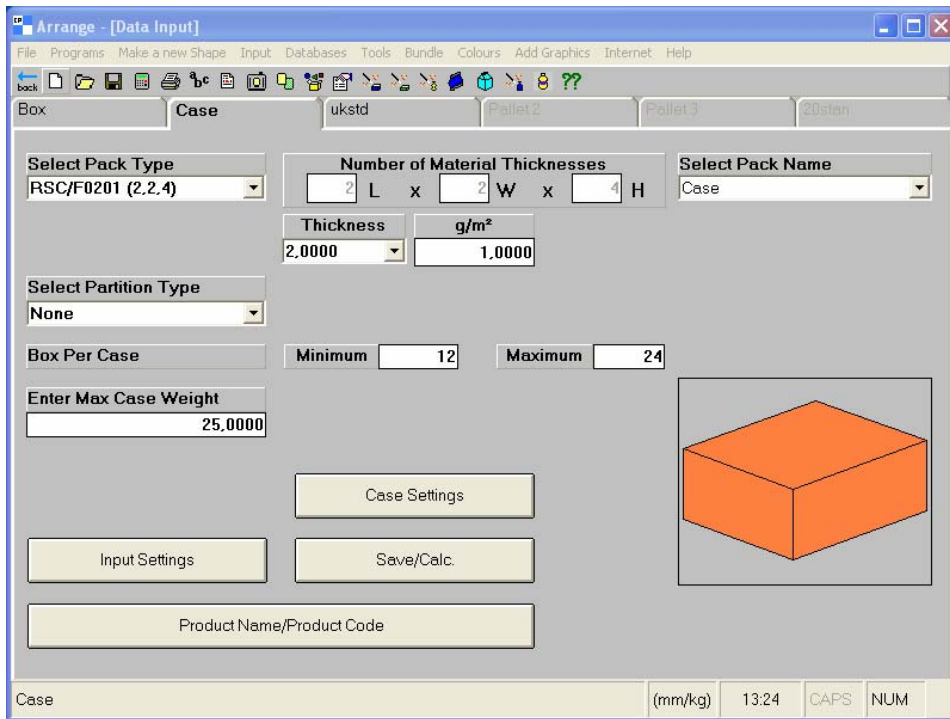 Arrange - [Data Input]
File Programs Make a new Shape Input Databases Tools Bundle Colours Add Graphics Internet Help
back bc ??
Box Case ukstd Pallet 2 Pallet 3 20stan
Select Pack Type Number of Material Thicknesses Select Pack Name
RSC/F0201 (2,2,4) 2 L x 2 W x 4 H Case
Thickness g/m²
2,0000 1,0000
Select Partition Type
None
Box Per Case Minimum 12 Maximum 24
Enter Max Case Weight
25,0000
Case Settings
Input Settings Save/Calc.
Product Name/Product Code
Case (mm/kg) 13:24 CAPS NUM